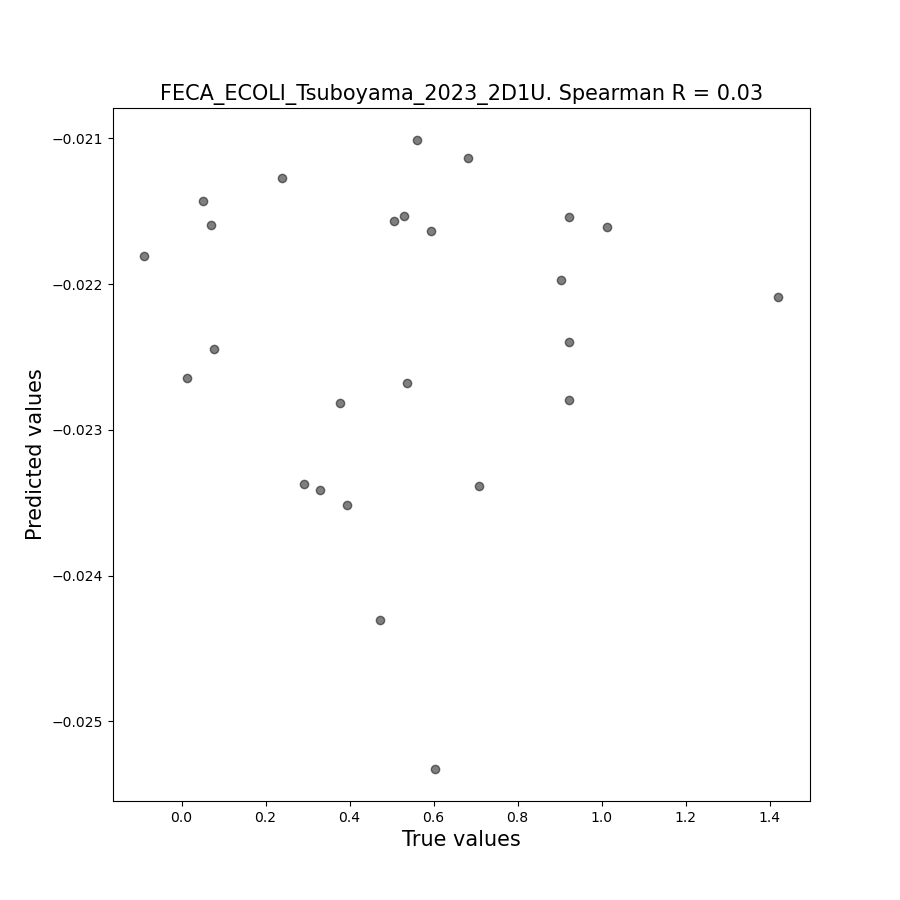 FECA_ECOLI_Tsuboyama_2023_2D1U. Spearman R = 0.03
−0.021
−0.022
−0.023
−0.024
−0.025
Predicted values
0.0 0.2 0.4 0.6 0.8 1.0 1.2 1.4
True values